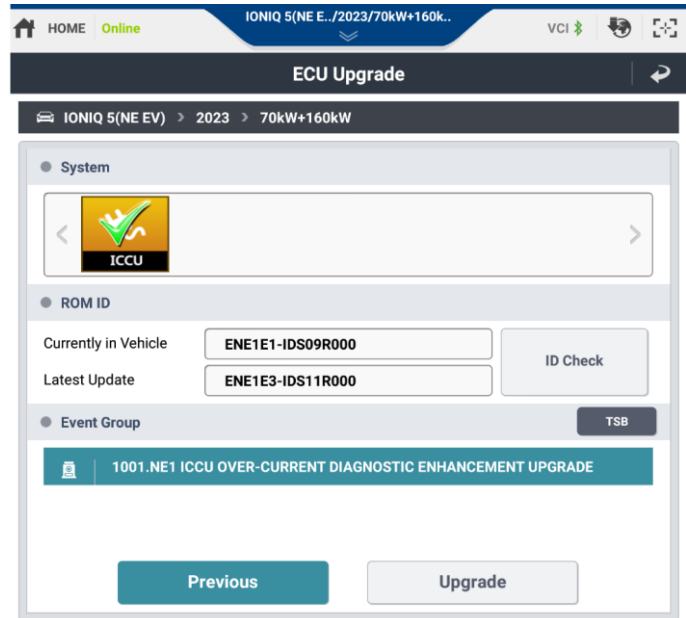 HOME Online
IONIQ 5(NE E../2023/70kW+160k..
VCI
ECU Upgrade
IONIQ 5(NE EV) > 2023 > 70kW+160kW
System
ICCU
ROM ID
Currently in Vehicle ENE1E1-IDS09R000
ID Check
Latest Update ENE1E3-IDS11R000
Event Group TSB
1001.NE1 ICCU OVER-CURRENT DIAGNOSTIC ENHANCEMENT UPGRADE
Previous Upgrade